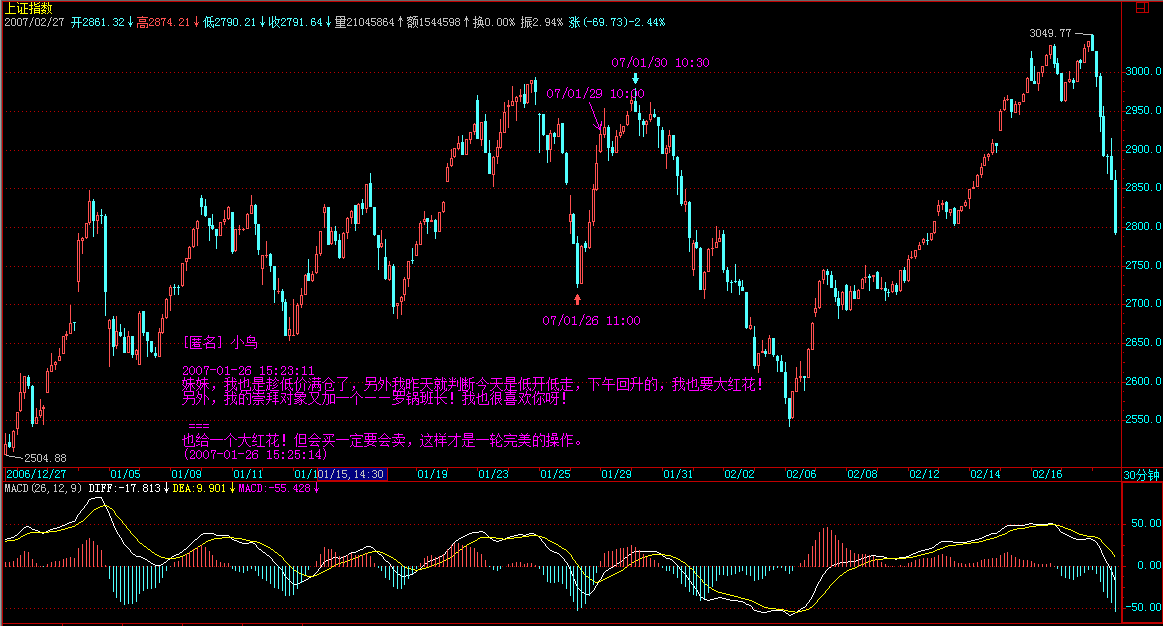 上证指数
2007/02/27 开2861.32↓高2874.21↓低2790.21↓收2791.64↓量21045864↑额1544598↑换0.00% 振2.94% 涨(-69.73)-2.44%
日
3049.77
07/01/30 10:30
07/01/29 10:00
3000.0
2950.0
2900.0
2850.0
2800.0
2750.0
2700.0
2650.0
2600.0
2550.0
07/01/26 11:00
[匿名] 小鸟
2007-01-26 15:23:11
妹妹，我也是趁低价满仓了，另外我昨天就判断今天是低开低走，下午回升的，我也要大红花！
另外，我的崇拜对象又加一个——罗锅班长！我也很喜欢你呀！
===
也给一个大红花！但会买一定要会卖，这样才是一轮完美的操作。
(2007-01-26 15:25:14)
2504.88
2006/12/27 01/05 01/09 01/11 01/1 01/15,14:30 01/19 01/23 01/25 01/29 01/31 02/02 02/06 02/08 02/12 02/14 02/16 30分钟
MACD(26,12,9) DIFF:-17.813↓DEA:9.901↓MACD:-55.428↓
50.00
0.00
-50.00